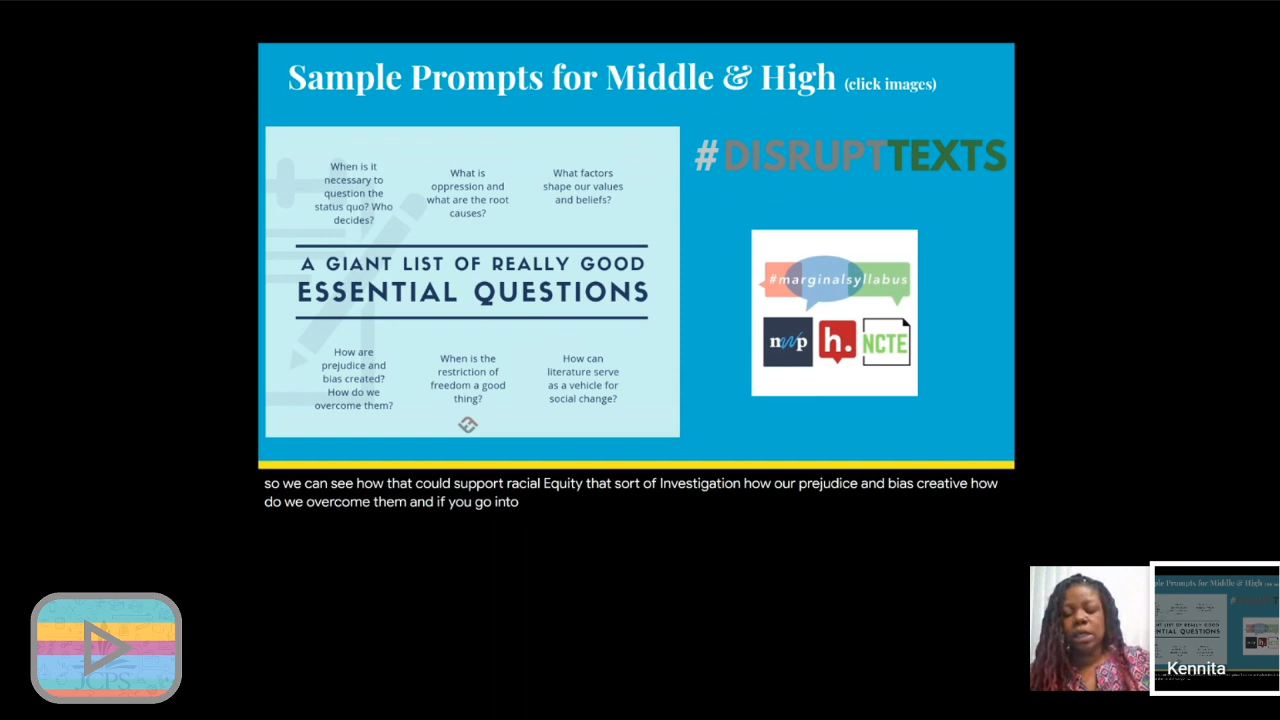 Sample Prompts for Middle & High (click images)
When is it
necessary to
question the
status quo? Who
decides?
What is
oppression and
what are the root
causes?
What factors
shape our values
and beliefs?
A GIANT LIST OF REALLY GOOD
ESSENTIAL QUESTIONS
How are
prejudice and
bias created?
How do we
overcome them?
When is the
restriction of
freedom a good
thing?
How can
literature serve
as a vehicle for
social change?
#DISRUPTTEXTS
#marginalsyllabus
nwp
h.
NCTE
so we can see how that could support racial Equity that sort of Investigation how our prejudice and bias creative how
do we overcome them and if you go into
JCPS
Kennita